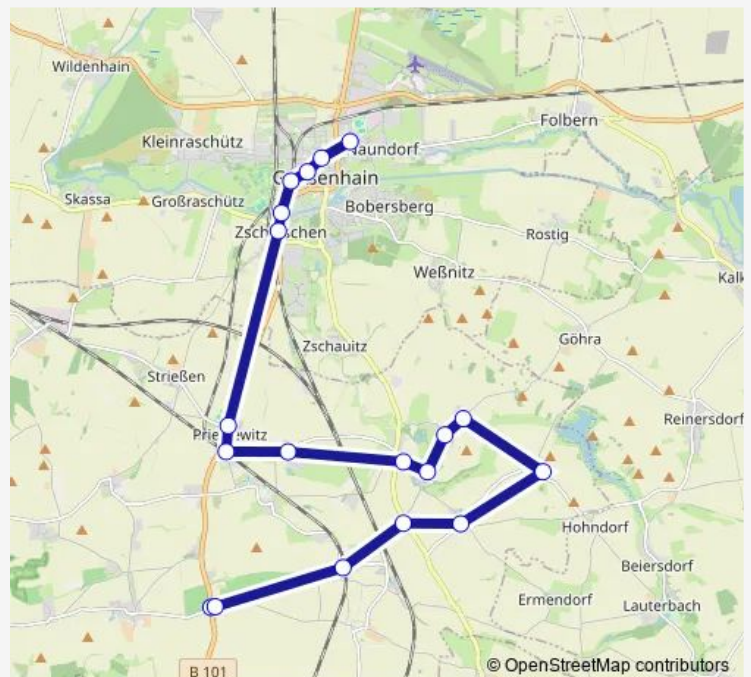 Wildenhain
Folbern
Kleinraschütz
Naundorf
Skassa
Großraschütz
Bobersberg
Rostig
Weßnitz
Göhra
Zschauitz
Strießen
Reinersdorf
Hohndorf
Beiersdorf
Ermendorf
Lauterbach
B 101
© OpenStreetMap contributors